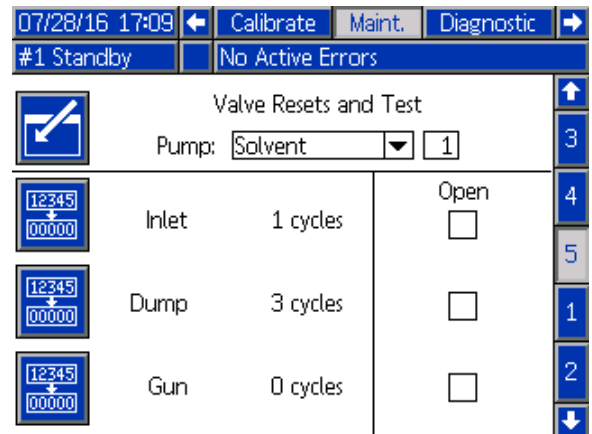 07/28/16 17:09 Calibrate Maint. Diagnostic
#1 Standby No Active Errors
Valve Resets and Test
Pump: Solvent 1
3
Open
4
12345
00000
Inlet 1 cycles
5
12345
00000
Dump 3 cycles
1
12345
00000
Gun 0 cycles
2